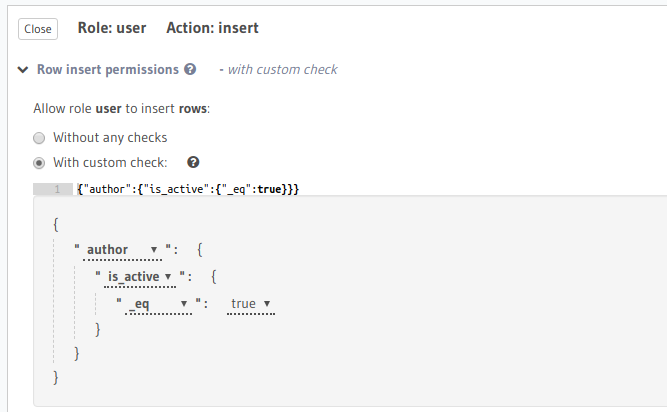 Close Role: user Action: insert
Row insert permissions ? - with custom check
Allow role user to insert rows:
Without any checks
With custom check: ?
1 {"author":{"is_active":{"_eq":true}}}
{
" author ▼ ": {
" is_active ▼ ": {
" _eq ▼ ": true ▼
}
}
}